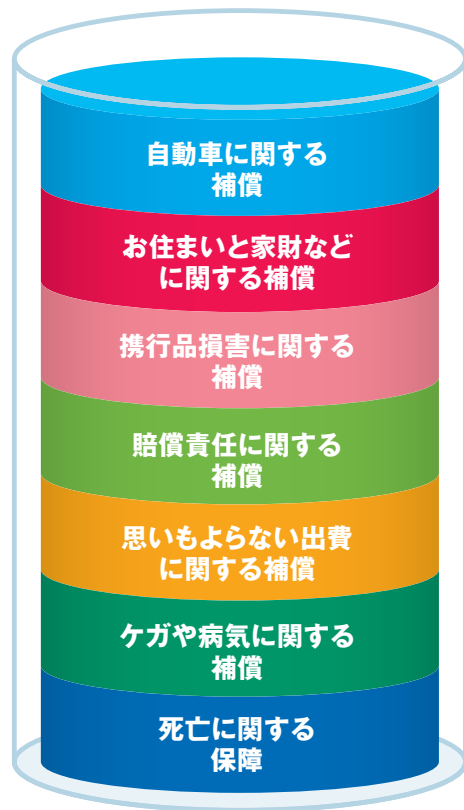 自動車に関する
補償
お住まいと家財など
に関する補償
携行品損害に関する
補償
賠償責任に関する
補償
思いもよらない出費
に関する補償
ケガや病気に関する
補償
死亡に関する
保障